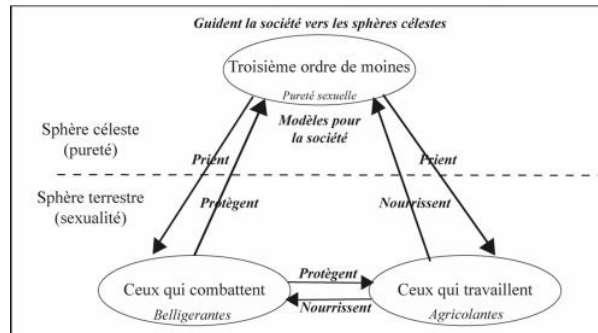 Guident la société vers les sphères célestes
Troisième ordre de moines
Pureté sexuelle
Modèles pour
la société
Sphère céleste
(pureté)
Prient
Prient
Sphère terrestre
(sexualité)
Protègent
Nourrissent
Ceux qui combattent
Belligerantes
Protègent
Nourrissent
Ceux qui travaillent
Agricolantes